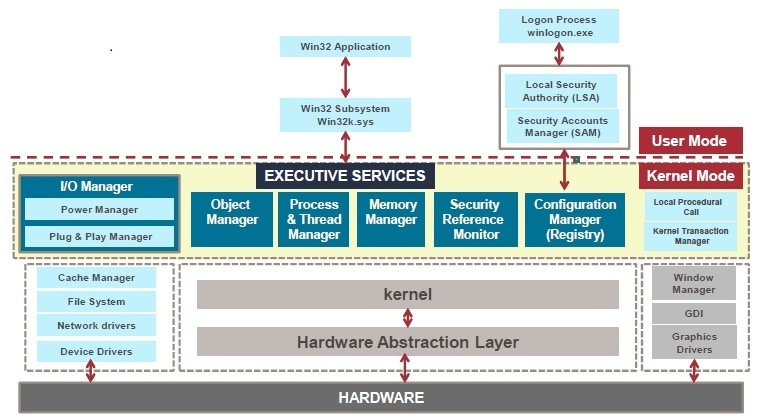 Logon Process
winlogon.exe
Win32 Application
Local Security
Authority (LSA)
Win32 Subsystem
Win32k.sys
Security Accounts
Manager (SAM)
User Mode
EXECUTIVE SERVICES
Kernel Mode
I/O Manager
Power Manager
Plug & Play Manager
Object
Manager
Process
& Thread
Manager
Memory
Manager
Security
Reference
Monitor
Configuration
Manager
(Registry)
Local Procedural
Call
Kernel Transaction
Manager
Cache Manager
File System
Network drivers
Device Drivers
kernel
Hardware Abstraction Layer
Window
Manager
GDI
Graphics
Drivers
HARDWARE